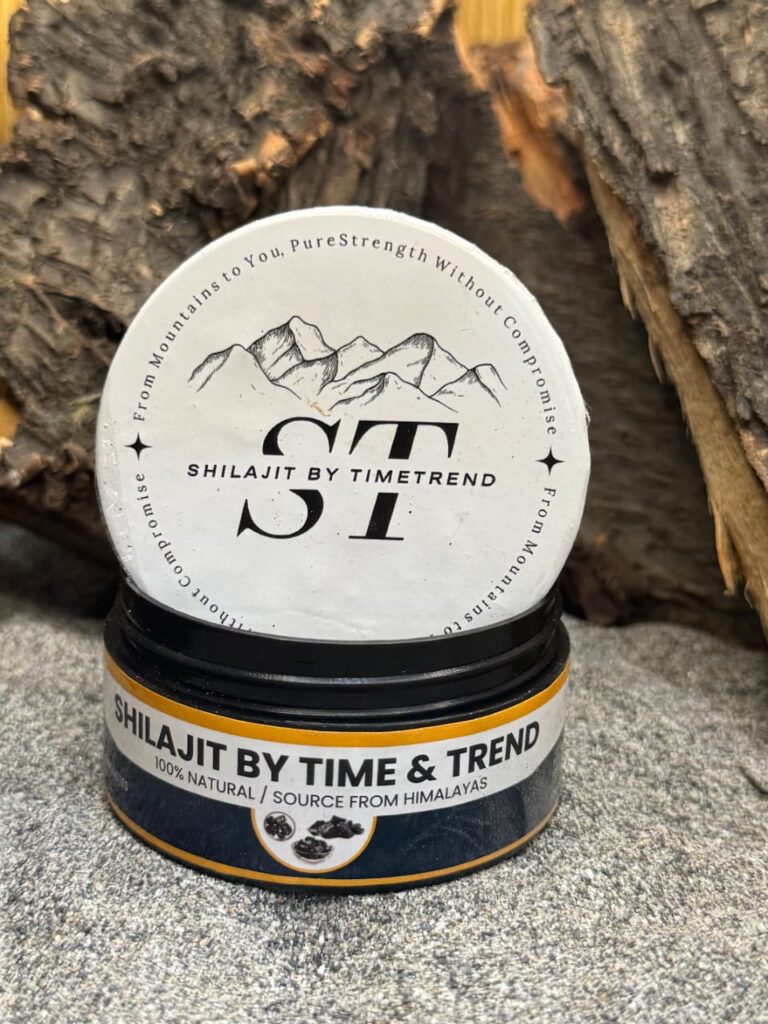 From Mountains to You, PureStrength Without Compromise
ST
SHILAJIT BY TIMETREND
From Mountains to
Without Compromise
SHILAJIT BY TIME & TREND
100% NATURAL / SOURCE FROM HIMALAYAS